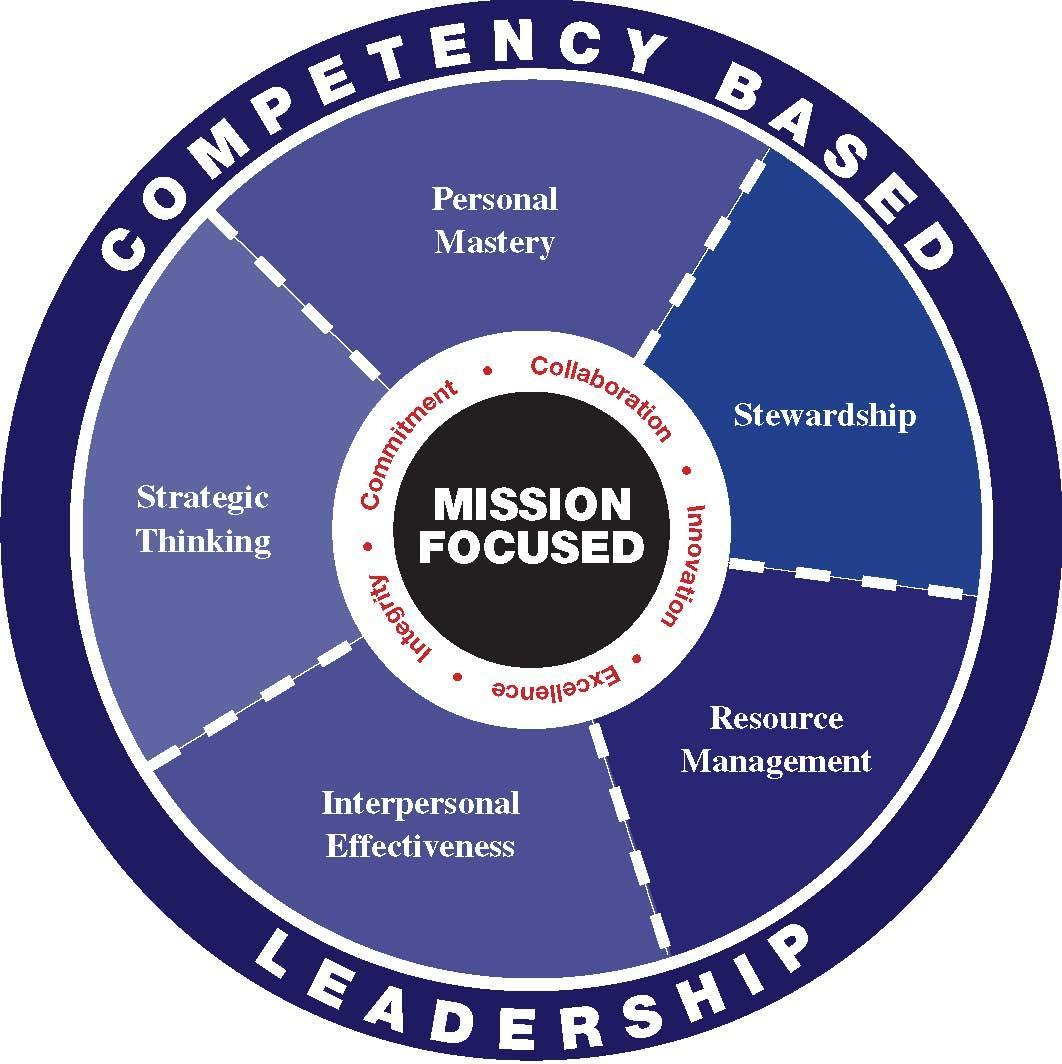 COMPETENCY BASED
Personal
Mastery
Stewardship
Resource
Management
Interpersonal
Effectiveness
Strategic
Thinking
Collaboration • Innovation • Excellence • Integrity • Commitment •
MISSION
FOCUSED
LEADERSHIP